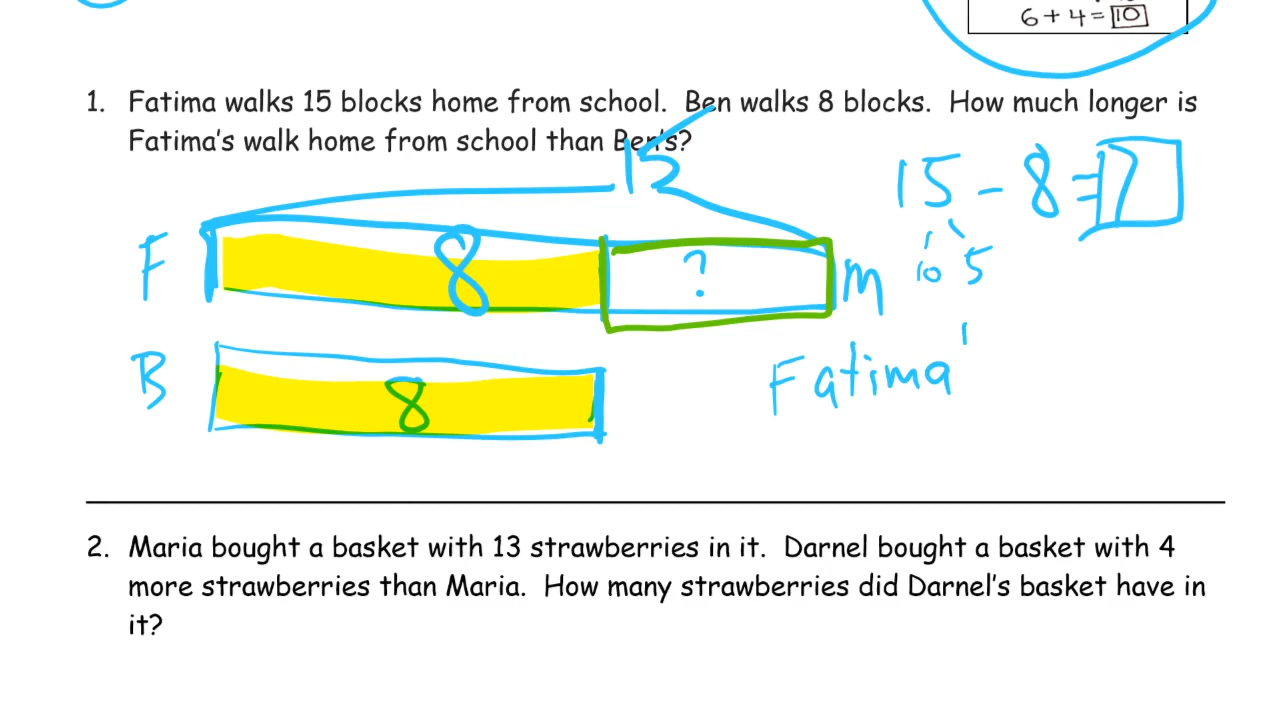 6 + 4 = 10
1. Fatima walks 15 blocks home from school. Ben walks 8 blocks. How much longer is
Fatima's walk home from school than Ben's?
15
15 - 8 = 7
10 5
F 8 ? M
B 8
Fatima'
2. Maria bought a basket with 13 strawberries in it. Darnel bought a basket with 4
more strawberries than Maria. How many strawberries did Darnel's basket have in
it?